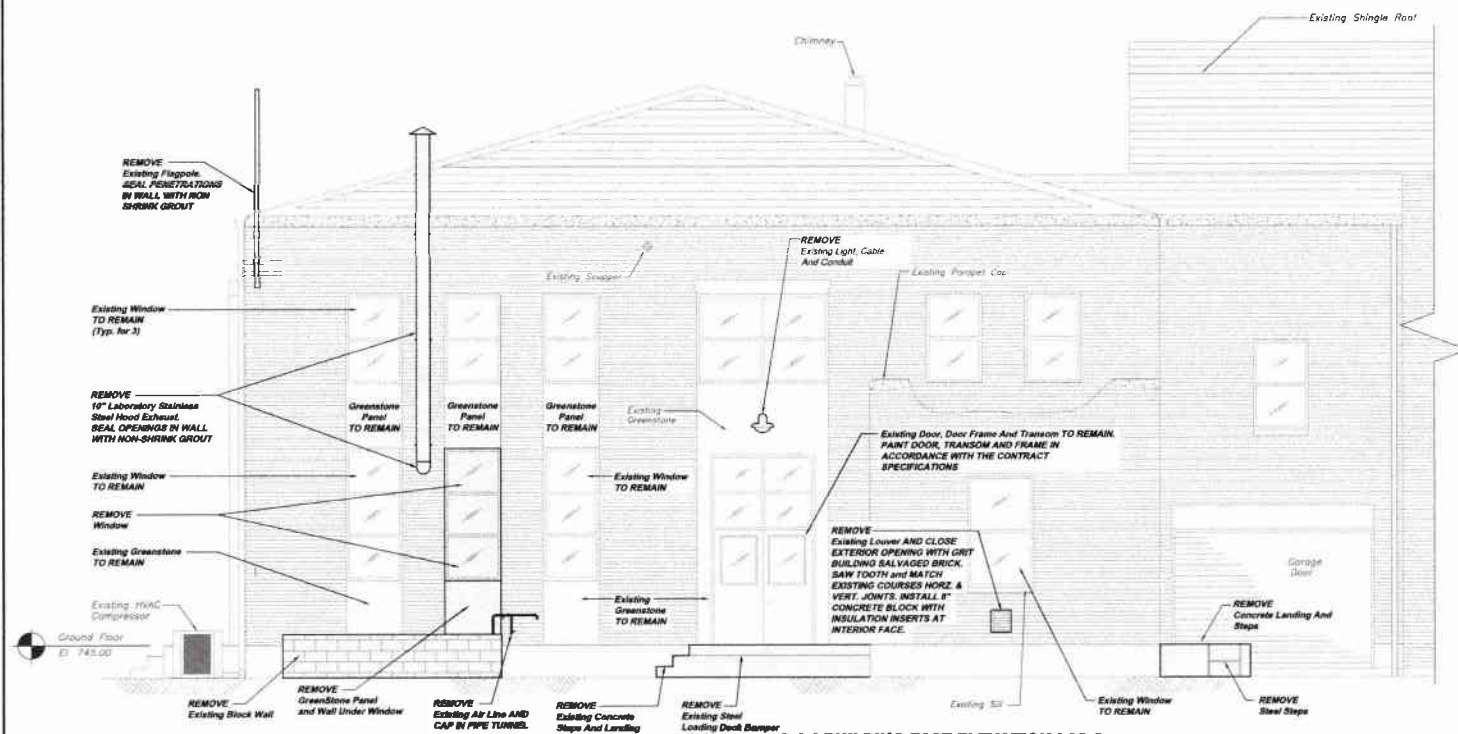 Existing Shingle Roof
Chimney
REMOVE
Existing Flagpole.
SEAL PENETRATIONS
IN WALL WITH NON
SHRINK GROUT
REMOVE
Existing Light, Cable
And Conduit
Existing Scupper
Existing Parapet Cap
Existing Window
TO REMAIN
(Typ. for 3)
REMOVE
10" Laboratory Stainless
Steel Hood Exhaust.
SEAL OPENINGS IN WALL
WITH NON-SHRINK GROUT
Greenstone
Panel
TO REMAIN
Greenstone
Panel
TO REMAIN
Greenstone
Panel
TO REMAIN
Existing
Greenstone
Existing Door, Door Frame And Transom TO REMAIN.
PAINT DOOR, TRANSOM AND FRAME IN
ACCORDANCE WITH THE CONTRACT
SPECIFICATIONS
Existing Window
TO REMAIN
Existing Window
TO REMAIN
REMOVE
Window
REMOVE
Existing Louver AND CLOSE
EXTERIOR OPENING WITH GRIT
BUILDING SALVAGED BRICK.
SAW TOOTH and MATCH
EXISTING COURSES HORZ. &
VERT. JOINTS. INSTALL 8"
CONCRETE BLOCK WITH
INSULATION INSERTS AT
INTERIOR FACE.
Existing Greenstone
TO REMAIN
Garage
Door
Existing HVAC
Compressor
Existing
Greenstone
TO REMAIN
REMOVE
Concrete Landing And
Steps
Ground Floor
El. 745.00
REMOVE
Existing Block Wall
REMOVE
GreenStone Panel
and Wall Under Window
REMOVE
Existing Air Line AND
CAP IN PIPE TUNNEL
REMOVE
Existing Concrete
Steps And Landing
REMOVE
Existing Steel
Loading Dock Bumper
Existing Sill
Existing Window
TO REMAIN
REMOVE
Steel Steps